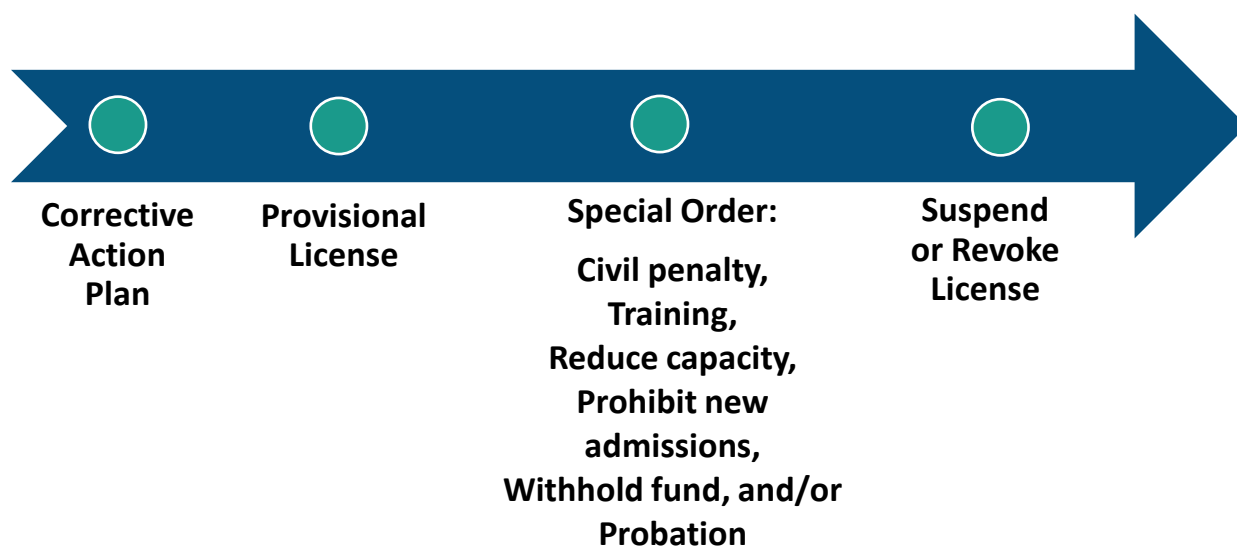 Corrective
Action
Plan
Provisional
License
Special Order:
Civil penalty,
Training,
Reduce capacity,
Prohibit new
admissions,
Withhold fund, and/or
Probation
Suspend
or Revoke
License